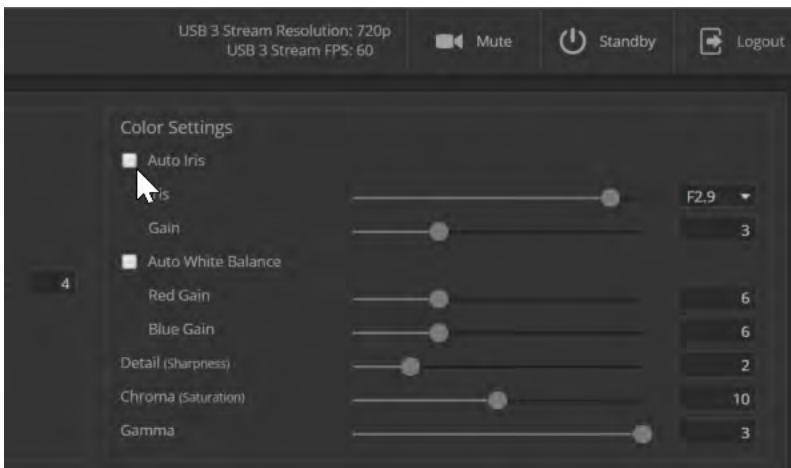 USB 3 Stream Resolution: 720p
USB 3 Stream FPS: 60
Mute
Standby
Logout
Color Settings
Auto Iris
F2.9
Gain 3
Auto White Balance
4
Red Gain 6
Blue Gain 6
Detail (Sharpness) 2
Chroma (Saturation) 10
Gamma 3